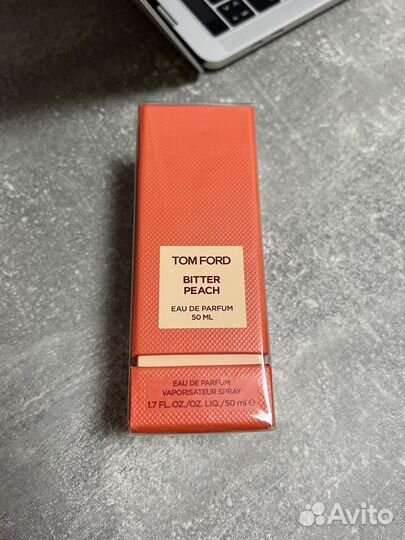 TOM FORD
BITTER
PEACH
EAU DE PARFUM
50 ML
EAU DE PARFUM
VAPORISATEUR SPRAY
1.7 FL. OZ./OZ. LIQ./50 ml ℮
Avito